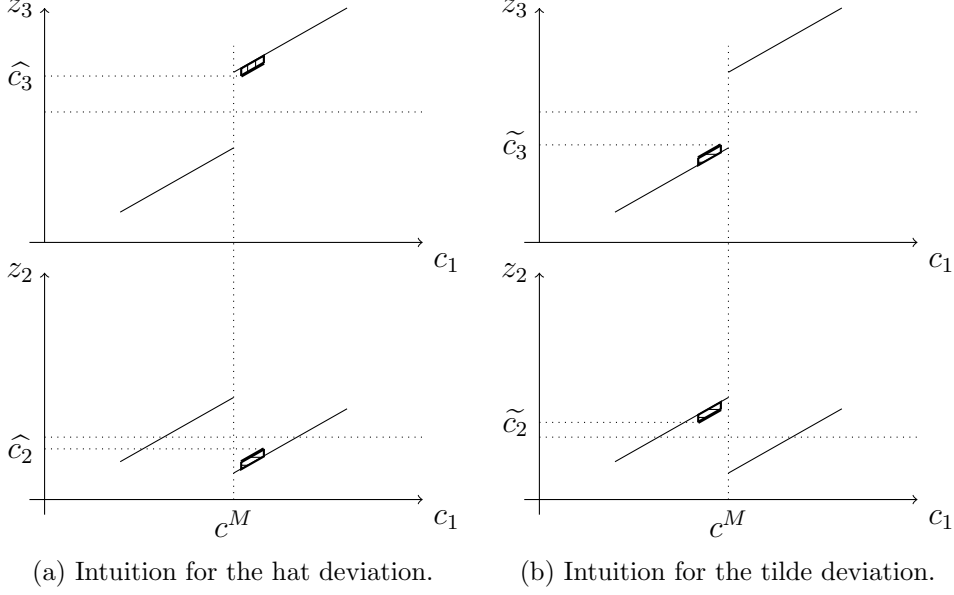 z₃
z₃
ĉ₃
c̃₃
c₁
c₁
z₂
z₂
c̃₂
ĉ₂
c₁
c₁
cᴹ
cᴹ
(a) Intuition for the hat deviation.
(b) Intuition for the tilde deviation.